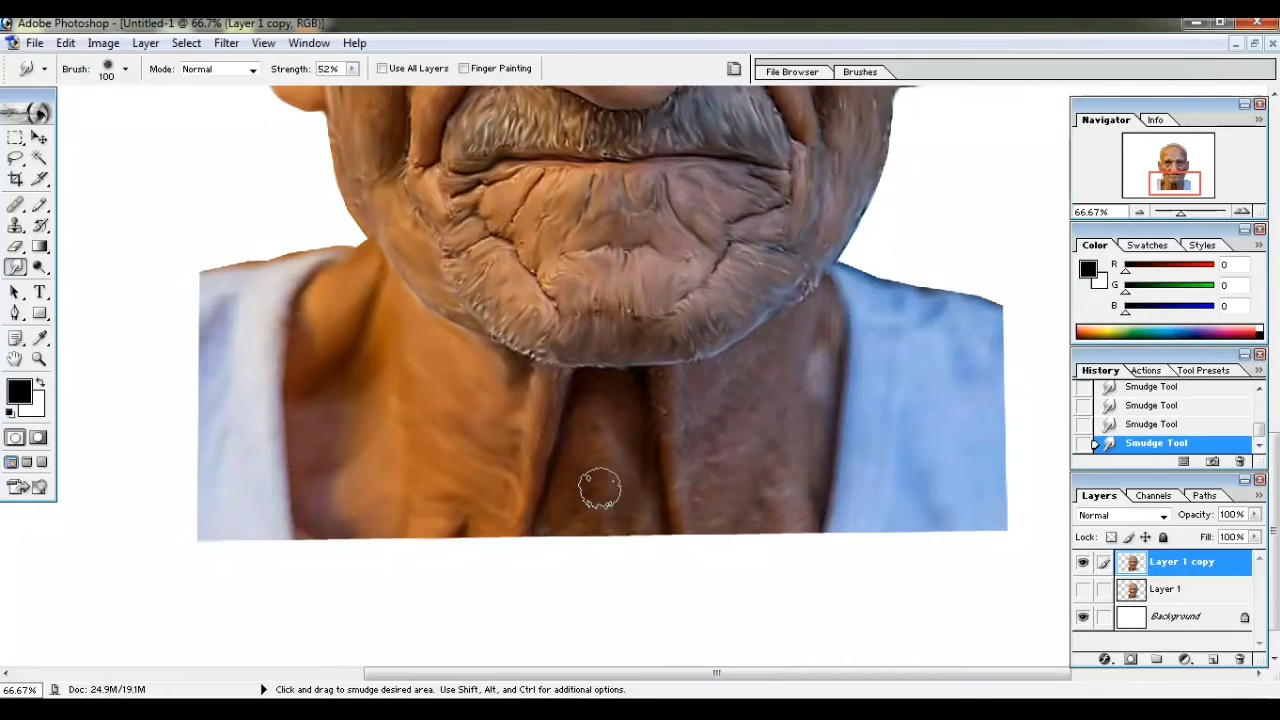 Adobe Photoshop - [Untitled-1 @ 66.7% (Layer 1 copy, RGB)]
File Edit Image Layer Select Filter View Window Help
Brush: 100 Mode: Normal Strength: 52% Use All Layers Finger Painting File Browser Brushes
Navigator Info
66.67%
Color Swatches Styles
R 0
G 0
B 0
History Actions Tool Presets
Smudge Tool
Smudge Tool
Smudge Tool
Smudge Tool
Layers Channels Paths
Normal Opacity: 100%
Lock: Fill: 100%
Layer 1 copy
Layer 1
Background
66.67% Doc: 24.9M/19.1M Click and drag to smudge desired area. Use Shift, Alt, and Ctrl for additional options.